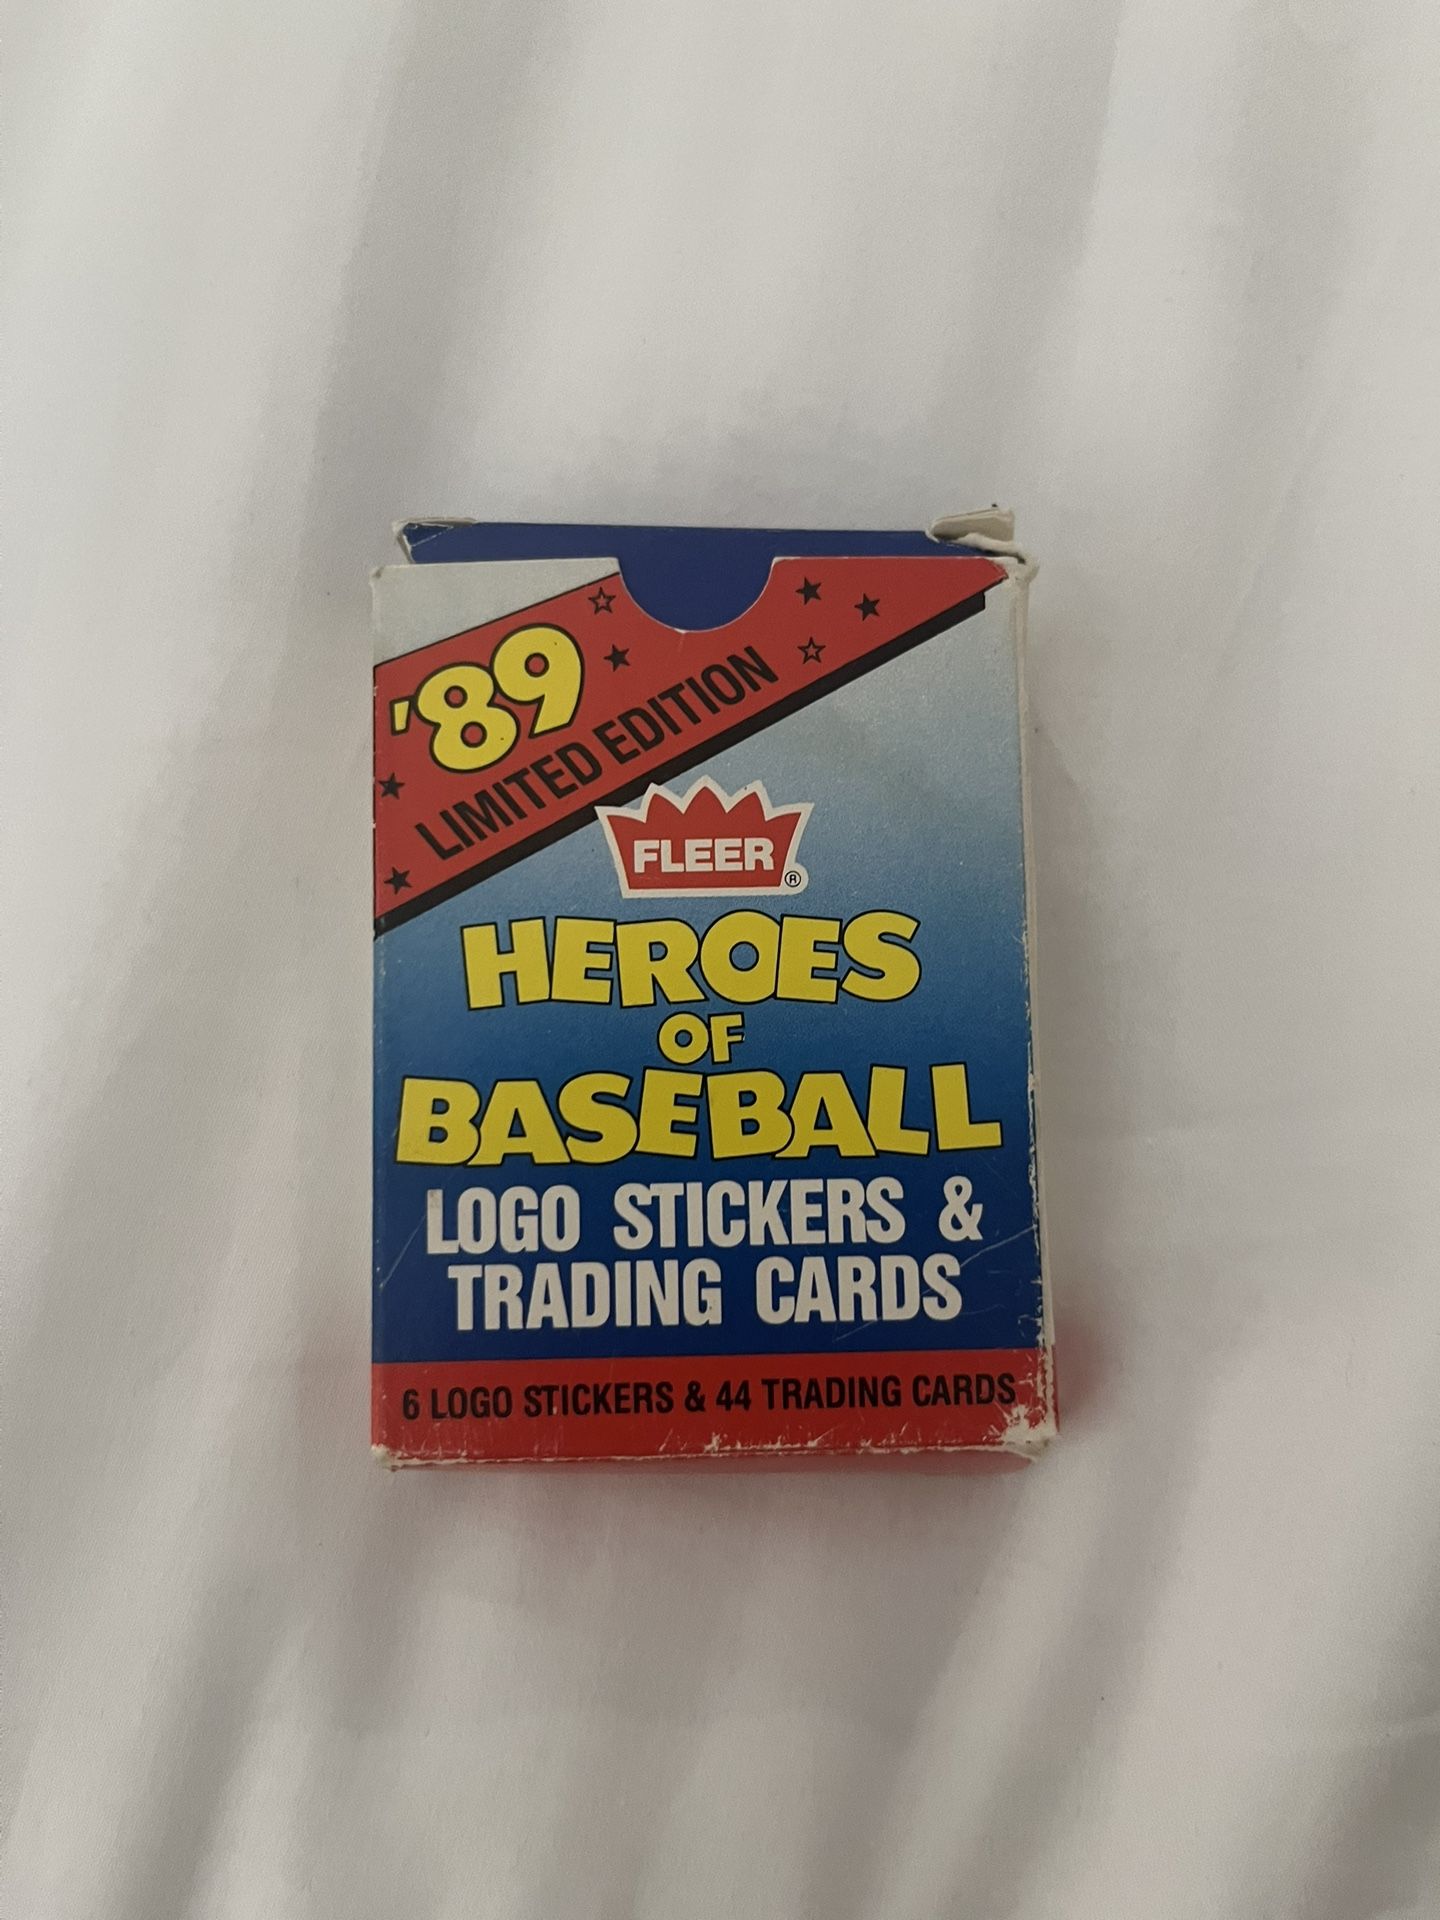 '89
LIMITED EDITION
FLEER®
HEROES
OF
BASEBALL
LOGO STICKERS &
TRADING CARDS
6 LOGO STICKERS & 44 TRADING CARDS